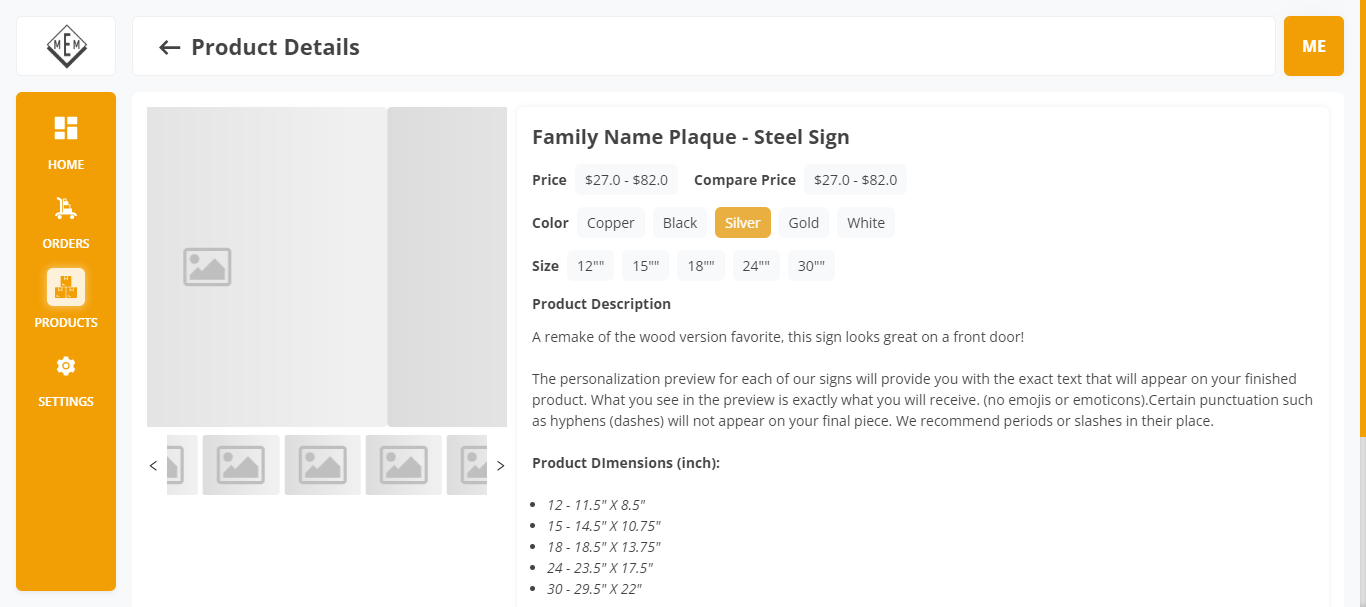 MEM
Product Details
ME
HOME
ORDERS
PRODUCTS
SETTINGS
Family Name Plaque - Steel Sign
Price $27.0 - $82.0 Compare Price $27.0 - $82.0
Color Copper Black Silver Gold White
Size 12"" 15"" 18"" 24"" 30""
Product Description
A remake of the wood version favorite, this sign looks great on a front door!
The personalization preview for each of our signs will provide you with the exact text that will appear on your finished
product. What you see in the preview is exactly what you will receive. (no emojis or emoticons).Certain punctuation such
as hyphens (dashes) will not appear on your final piece. We recommend periods or slashes in their place.
Product DImensions (inch):
12 - 11.5" X 8.5"
15 - 14.5" X 10.75"
18 - 18.5" X 13.75"
24 - 23.5" X 17.5"
30 - 29.5" X 22"